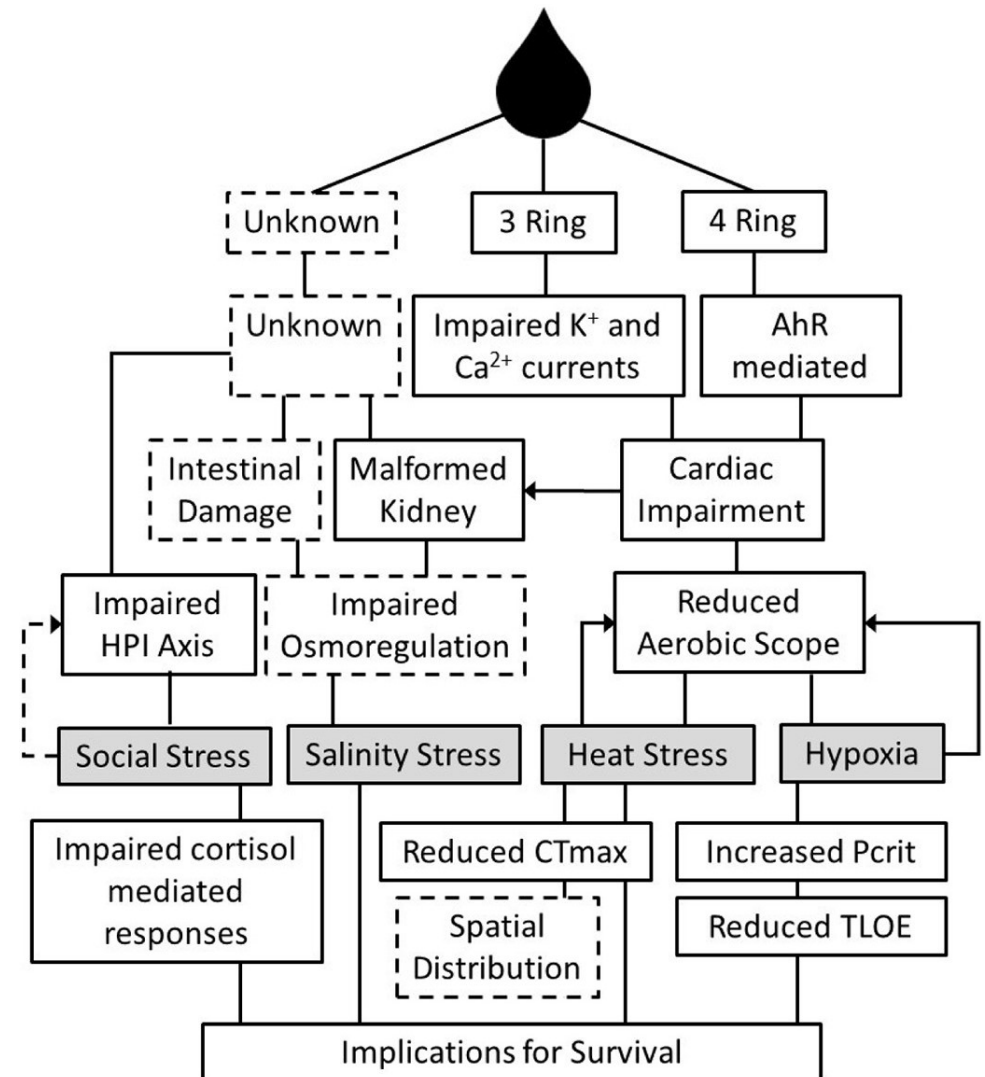 Unknown
3 Ring
4 Ring
Unknown
Impaired K⁺ and
Ca²⁺ currents
AhR
mediated
Intestinal
Damage
Malformed
Kidney
Cardiac
Impairment
Impaired
HPI Axis
Impaired
Osmoregulation
Reduced
Aerobic Scope
Social Stress
Salinity Stress
Heat Stress
Hypoxia
Impaired cortisol
mediated
responses
Reduced CTmax
Increased Pcrit
Spatial
Distribution
Reduced TLOE
Implications for Survival